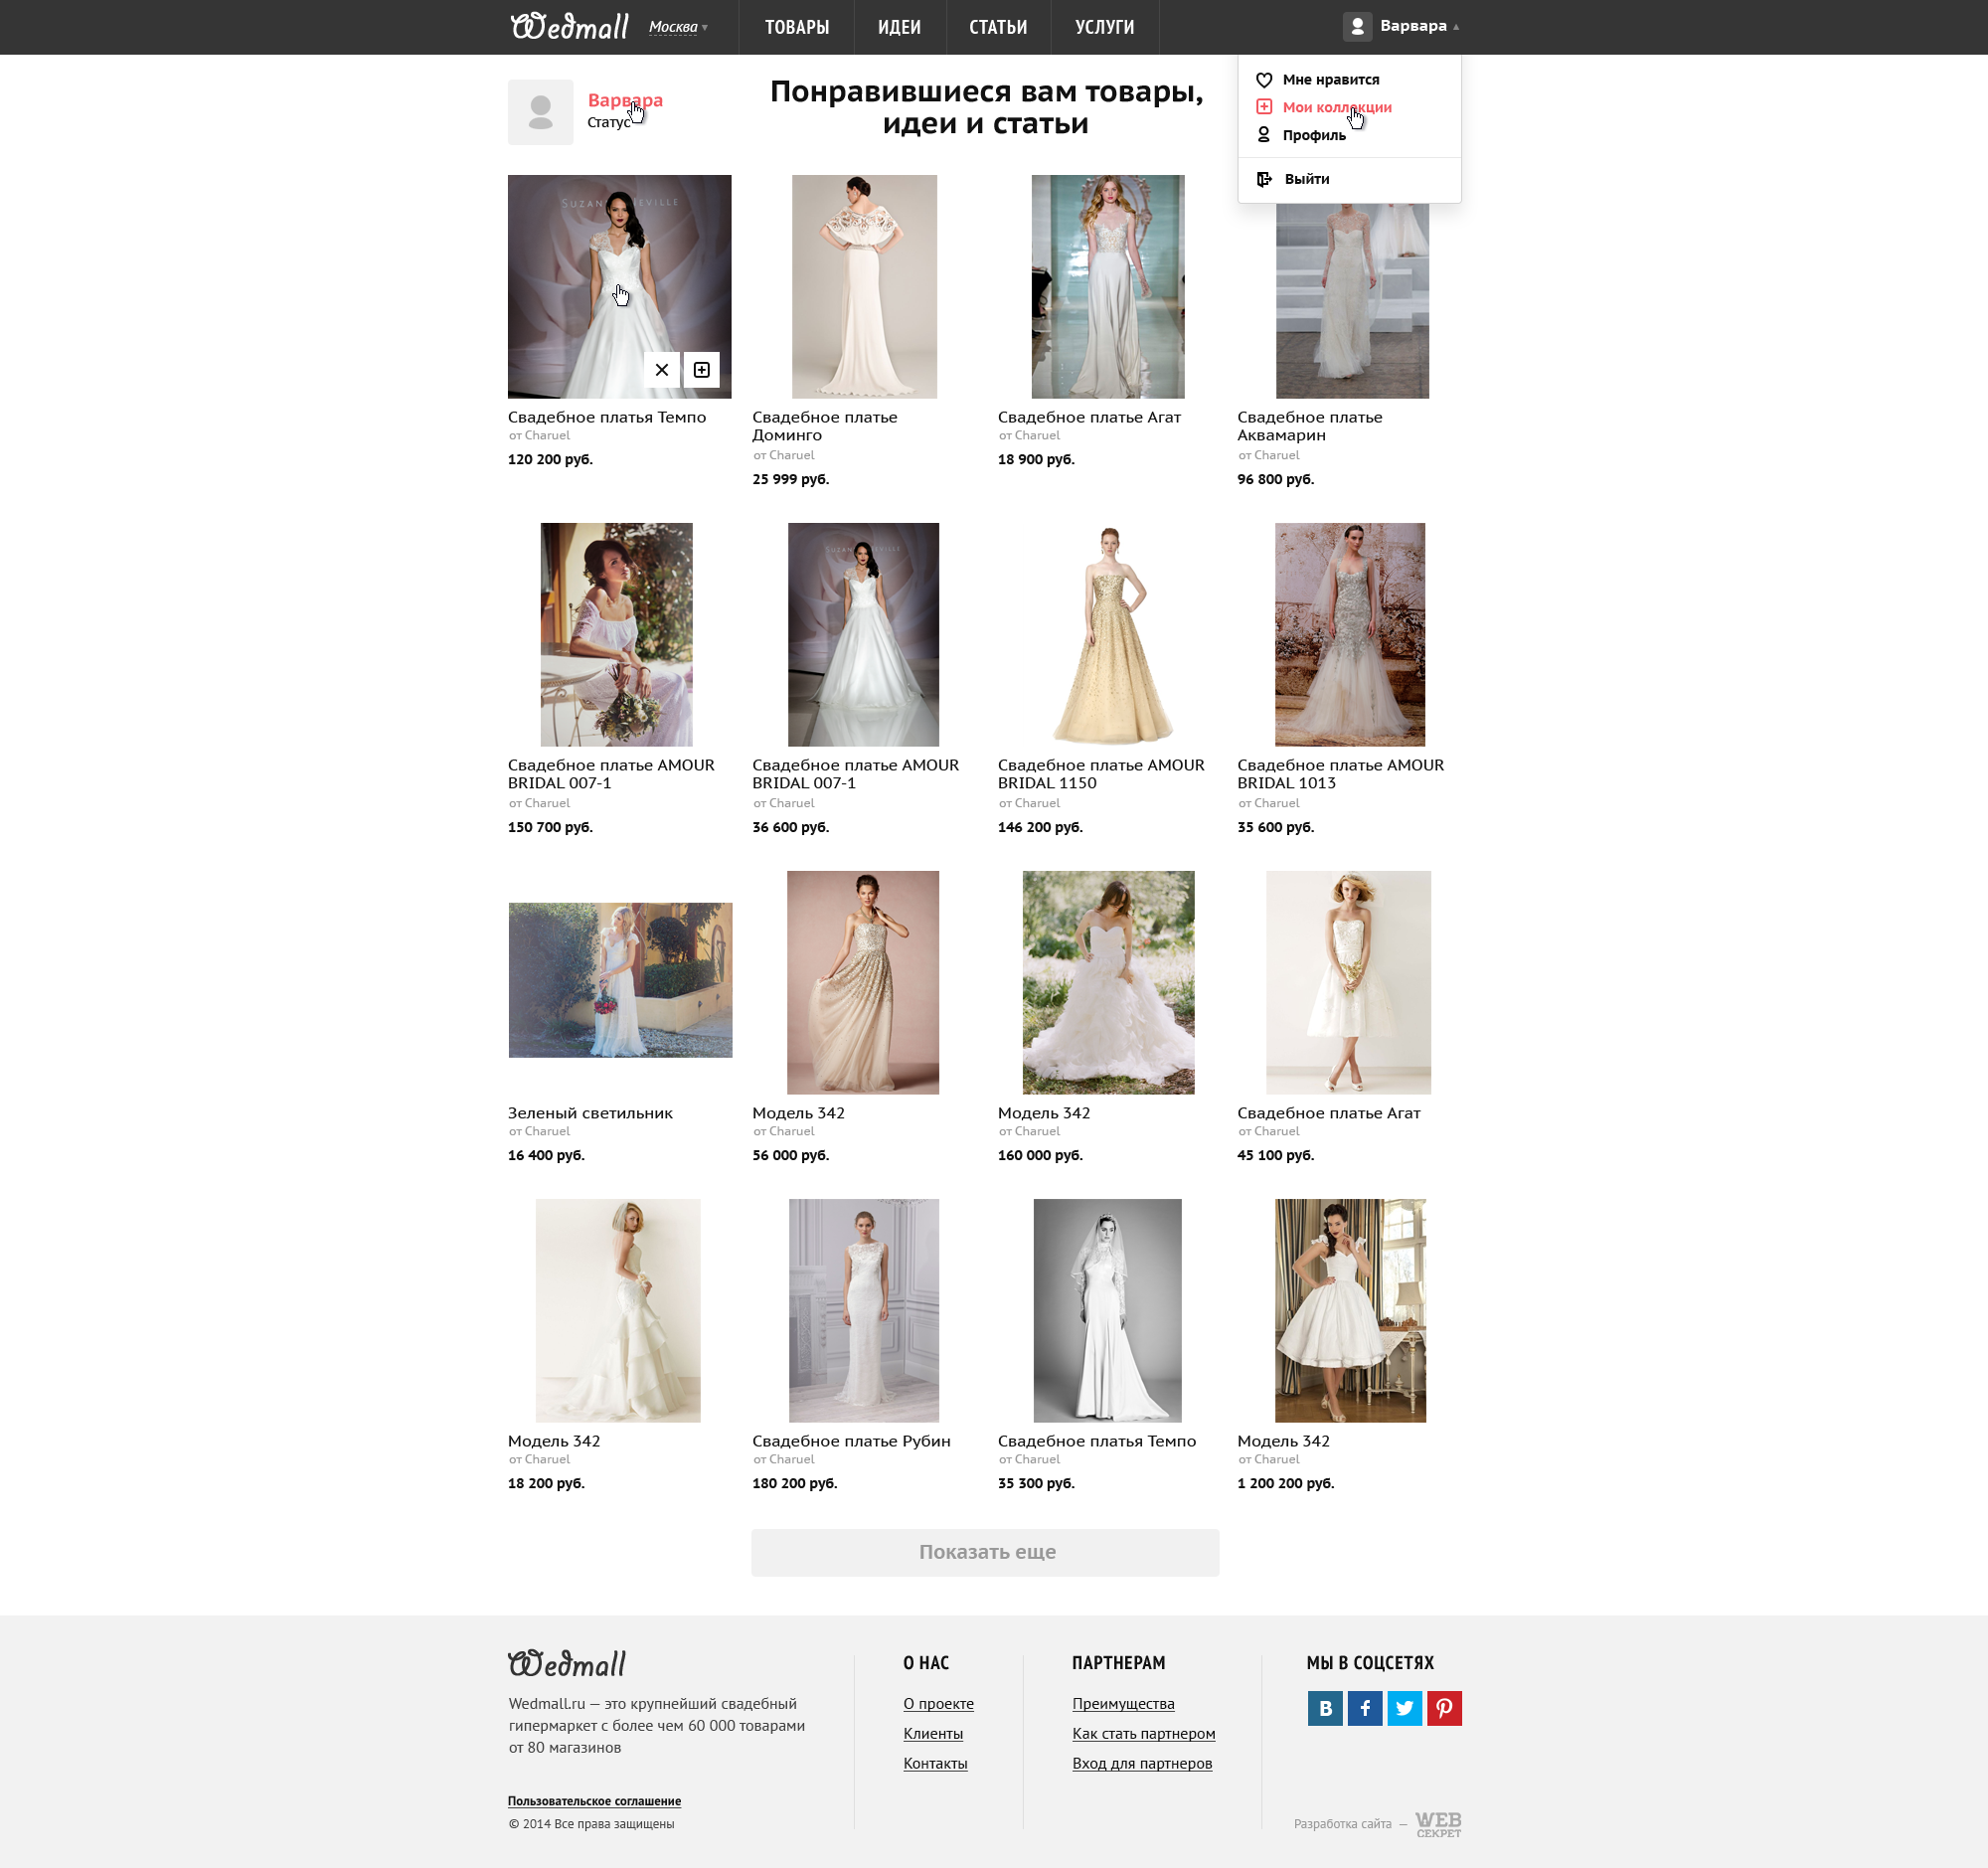 Wedmall
Москва
ТОВАРЫ
ИДЕИ
СТАТЬИ
УСЛУГИ
Варвара
Варвара
Статус
Понравившиеся вам товары,
идеи и статьи
Мне нравится
Мои коллекции
Профиль
Выйти
Свадебное платья Темпо
от Charuel
120 200 руб.
Свадебное платье
Доминго
от Charuel
25 999 руб.
Свадебное платье Агат
от Charuel
18 900 руб.
Свадебное платье
Аквамарин
от Charuel
96 800 руб.
Свадебное платье AMOUR
BRIDAL 007-1
от Charuel
150 700 руб.
Свадебное платье AMOUR
BRIDAL 007-1
от Charuel
36 600 руб.
Свадебное платье AMOUR
BRIDAL 1150
от Charuel
146 200 руб.
Свадебное платье AMOUR
BRIDAL 1013
от Charuel
35 600 руб.
Зеленый светильник
от Charuel
16 400 руб.
Модель 342
от Charuel
56 000 руб.
Модель 342
от Charuel
160 000 руб.
Свадебное платье Агат
от Charuel
45 100 руб.
Модель 342
от Charuel
18 200 руб.
Свадебное платье Рубин
от Charuel
180 200 руб.
Свадебное платья Темпо
от Charuel
35 300 руб.
Модель 342
от Charuel
1 200 200 руб.
Показать еще
Wedmall
Wedmall.ru — это крупнейший свадебный
гипермаркет с более чем 60 000 товарами
от 80 магазинов
Пользовательское соглашение
© 2014 Все права защищены
О НАС
О проекте
Клиенты
Контакты
ПАРТНЕРАМ
Преимущества
Как стать партнером
Вход для партнеров
МЫ В СОЦСЕТЯХ
Разработка сайта —
WEB
СЕКРЕТ